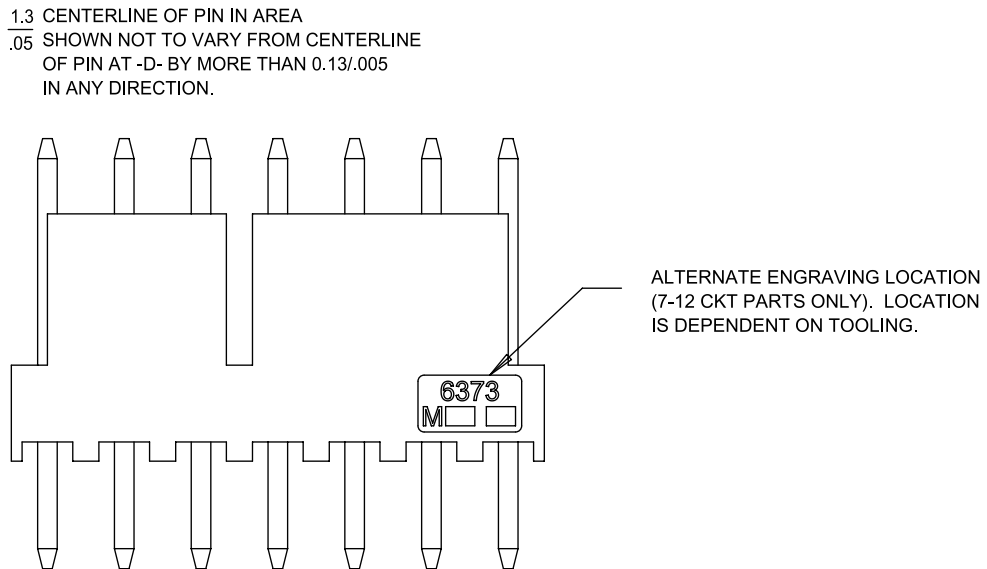 1.3 CENTERLINE OF PIN IN AREA
.05 SHOWN NOT TO VARY FROM CENTERLINE
OF PIN AT -D- BY MORE THAN 0.13/.005
IN ANY DIRECTION.
ALTERNATE ENGRAVING LOCATION
(7-12 CKT PARTS ONLY).  LOCATION
IS DEPENDENT ON TOOLING.
6373
M